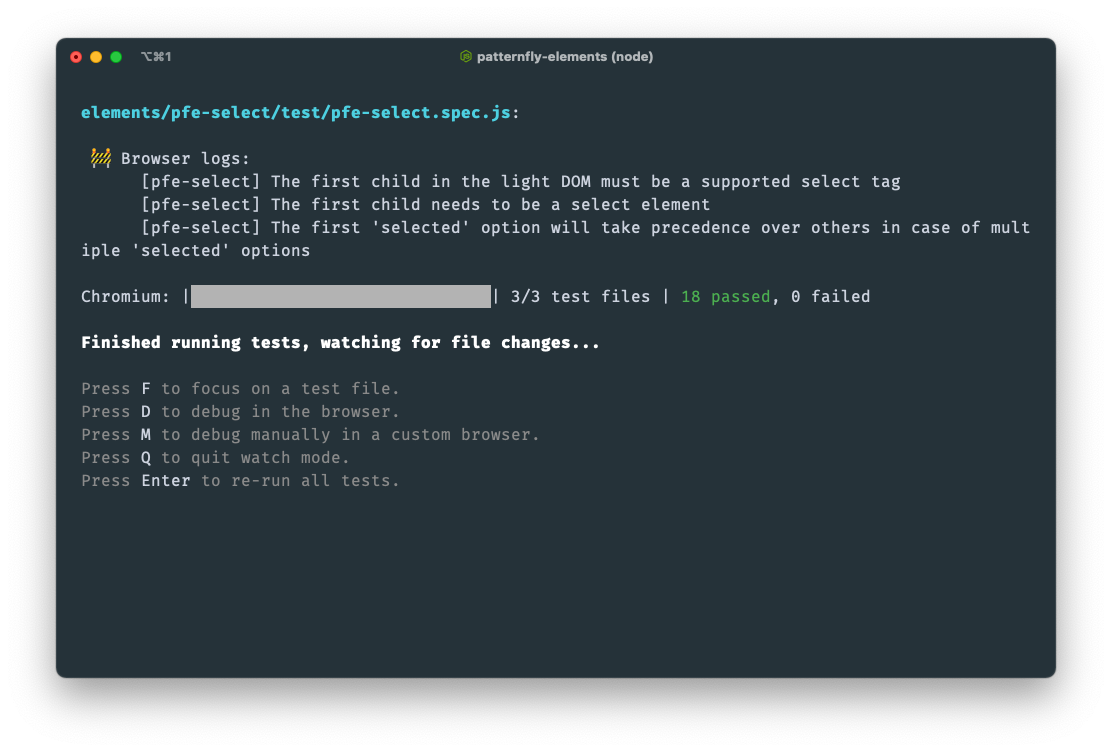 ⌥⌘1
patternfly-elements (node)
elements/pfe-select/test/pfe-select.spec.js:
🚧 Browser logs:
[pfe-select] The first child in the light DOM must be a supported select tag
[pfe-select] The first child needs to be a select element
[pfe-select] The first 'selected' option will take precedence over others in case of mult
iple 'selected' options
Chromium: | | 3/3 test files | 18 passed, 0 failed
Finished running tests, watching for file changes...
Press F to focus on a test file.
Press D to debug in the browser.
Press M to debug manually in a custom browser.
Press Q to quit watch mode.
Press Enter to re-run all tests.